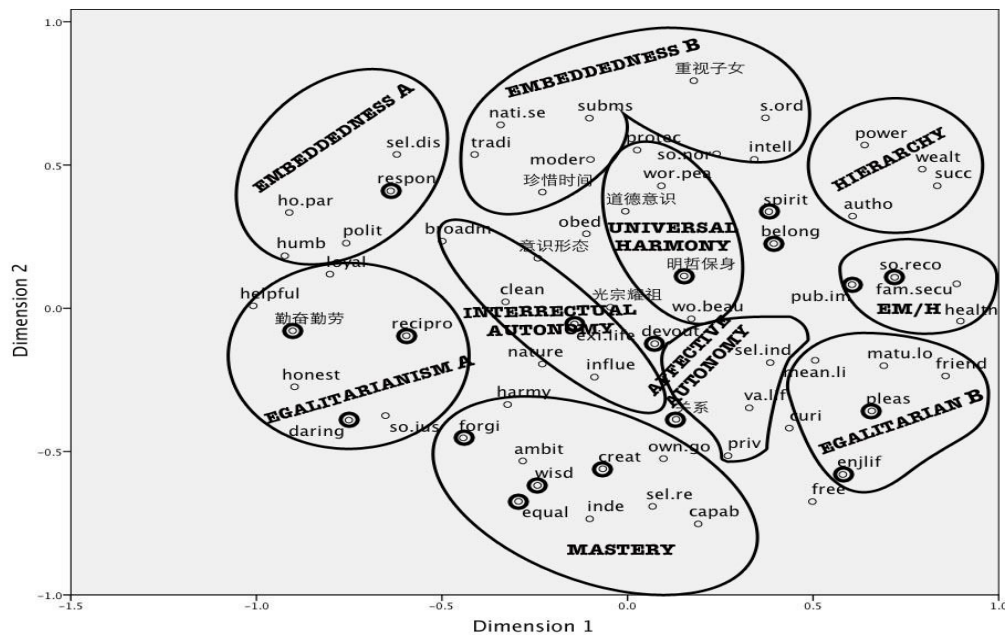 1.0
EMBEDDEDNESS B
重视子女
EMBEDDEDNESS A
nati.se
subms
s.ord
sel.dis
tradi
protec
power
moder
so.nor
intell
HIERARCHY
wealt
0.5
respon
珍惜时间
wor.pea
succ
ho.par
道德意识
spirit
autho
polit
broadm
obed
UNIVERSAL
HARMONY
belong
humb
意识形态
loyal
明哲保身
so.reco
helpful
clean
光宗耀祖
pub.im
fam.secu
0.0
勤奋勤劳
recipro
INTERRECTUAL
AUTONOMY
exi.life
wo.beau
EM/H
health
devout
AFFECTIVE
AUTONOMY
sel.ind
nature
mean.li
matu.lo
friend
honest
influe
EGALITARIANISM A
harmy
va.lif
pleas
关系
curi
EGALITARIAN B
daring
so.jus
forgi
-0.5
ambit
own.go
priv
wisd
creat
enjlif
equal
inde
sel.re
capab
free
MASTERY
-1.0
-1.5
-1.0
-0.5
0.0
0.5
1.0
Dimension 1
Dimension 2